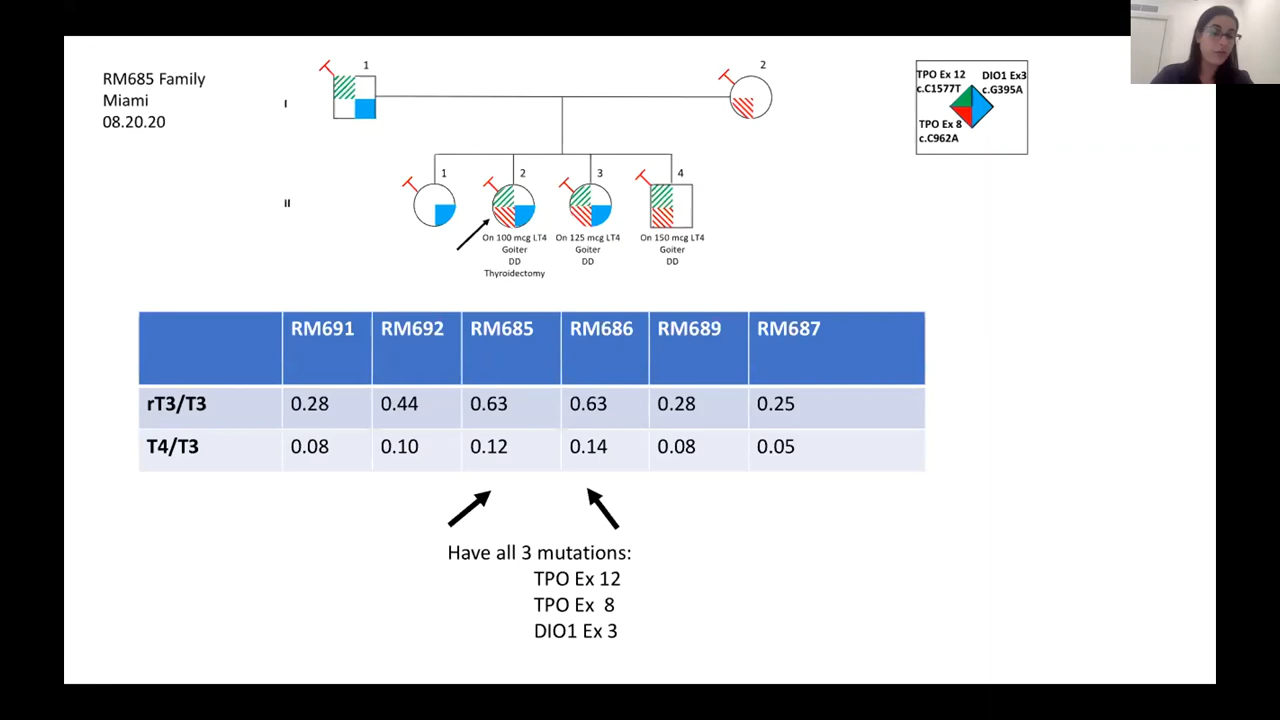 RM685 Family
Miami
08.20.20
1
2
TPO Ex 12
c.C1577T
DIO1 Ex3
c.G395A
TPO Ex 8
c.C962A
I
1
2
3
4
II
On 100 mcg LT4
Goiter
DD
Thyroidectomy
On 125 mcg LT4
Goiter
DD
On 150 mcg LT4
Goiter
DD
RM691 RM692 RM685 RM686 RM689 RM687
rT3/T3 0.28 0.44 0.63 0.63 0.28 0.25
T4/T3 0.08 0.10 0.12 0.14 0.08 0.05
Have all 3 mutations:
TPO Ex 12
TPO Ex 8
DIO1 Ex 3